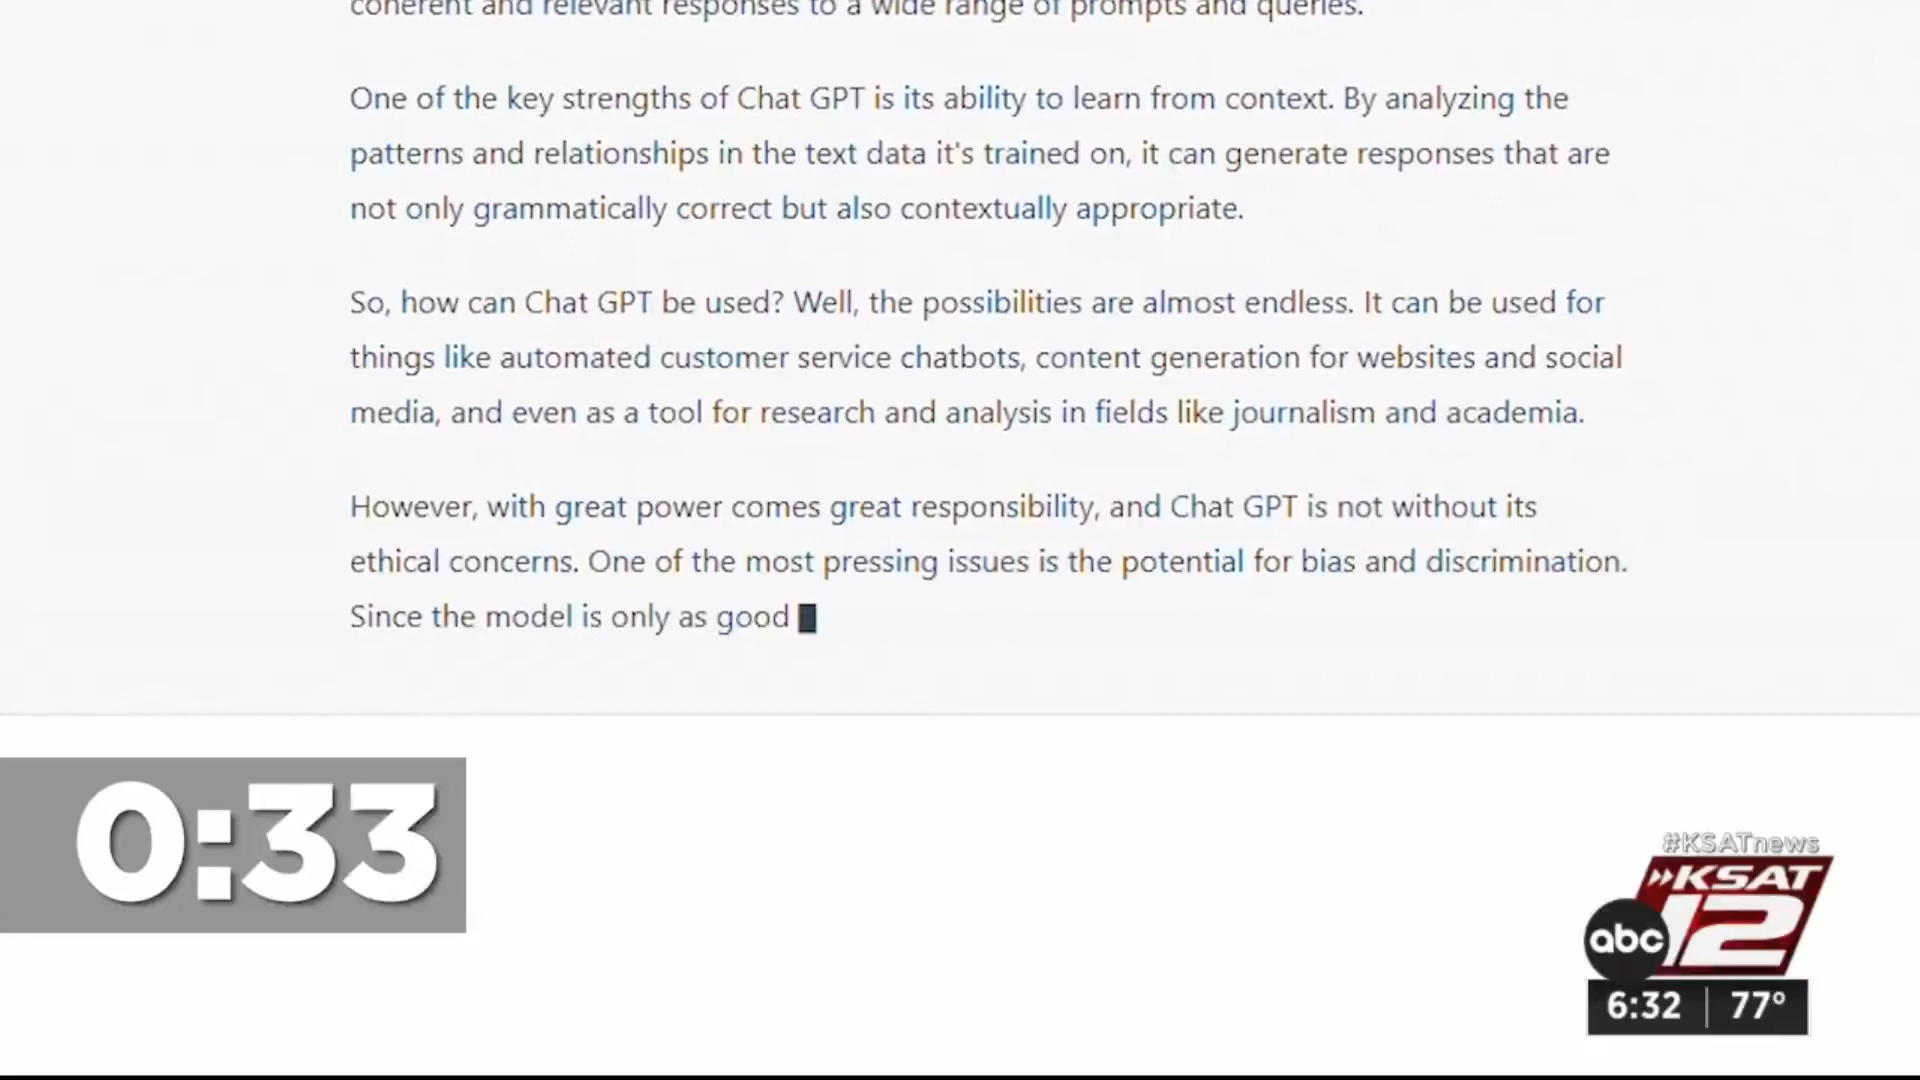 coherent and relevant responses to a wide range of prompts and queries.
One of the key strengths of Chat GPT is its ability to learn from context. By analyzing the
patterns and relationships in the text data it's trained on, it can generate responses that are
not only grammatically correct but also contextually appropriate.
So, how can Chat GPT be used? Well, the possibilities are almost endless. It can be used for
things like automated customer service chatbots, content generation for websites and social
media, and even as a tool for research and analysis in fields like journalism and academia.
However, with great power comes great responsibility, and Chat GPT is not without its
ethical concerns. One of the most pressing issues is the potential for bias and discrimination.
Since the model is only as good
0:33
#KSATnews
KSAT
abc 12
6:32 77°